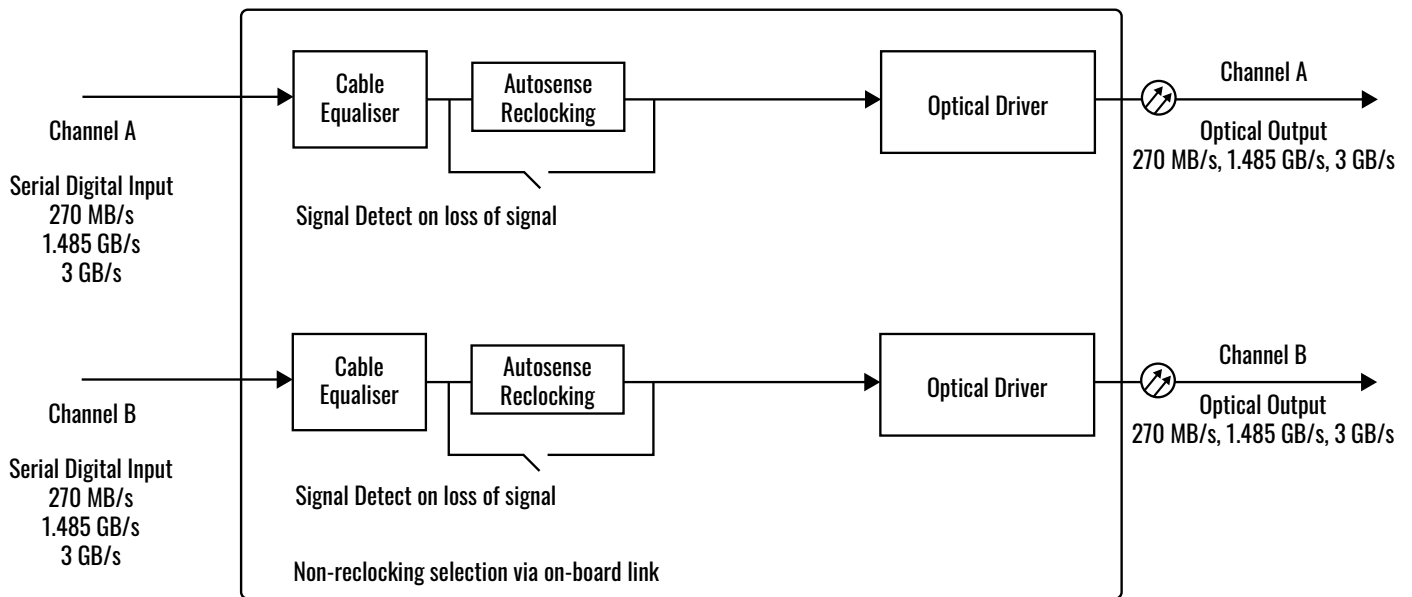 Channel A
Serial Digital Input
270 MB/s
1.485 GB/s
3 GB/s
Cable
Equaliser
Autosense
Reclocking
Signal Detect on loss of signal
Optical Driver
Channel A
Optical Output
270 MB/s, 1.485 GB/s, 3 GB/s
Channel B
Serial Digital Input
270 MB/s
1.485 GB/s
3 GB/s
Cable
Equaliser
Autosense
Reclocking
Signal Detect on loss of signal
Optical Driver
Channel B
Optical Output
270 MB/s, 1.485 GB/s, 3 GB/s
Non-reclocking selection via on-board link